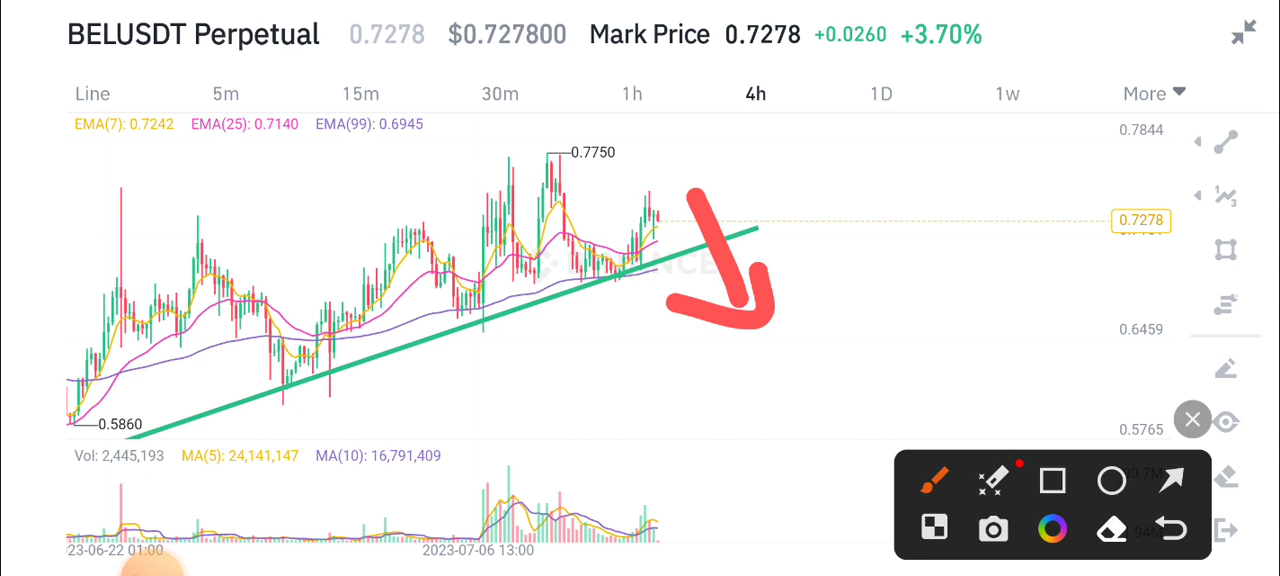 BELUSDT Perpetual 0.7278 $0.727800 Mark Price 0.7278 +0.0260 +3.70%
Line 5m 15m 30m 1h 4h 1D 1w More
EMA(7): 0.7242 EMA(25): 0.7140 EMA(99): 0.6945
0.7844
0.7750
0.7278
0.6459
0.5860
0.5765
Vol: 2,445,193 MA(5): 24,141,147 MA(10): 16,791,409
23-06-22 01:00 2023-07-06 13:00